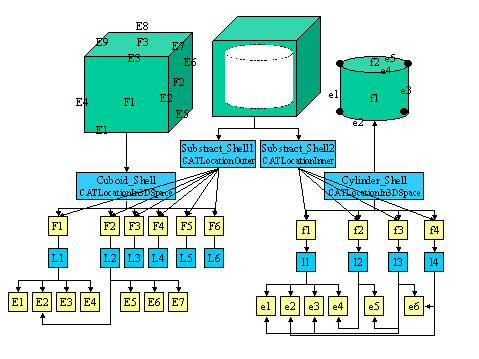 E8
E9 F3 E7
E3 E6
F2
E4 F1 E2
E5
E1
f2 e5
e4
e1 f1 e3
e2
Substract_Shell1
CATLocationOuter
Substract_Shell2
CATLocationInner
Cuboid_Shell
CATLocationIn3DSpace
Cylinder_Shell
CATLocationIn3DSpace
F1 F2 F3 F4 F5 F6
f1 f2 f3 f4
L1 L2 L3 L4 L5 L6
l1 l2 l3 l4
E1 E2 E3 E4 E5 E6 E7
e1 e2 e3 e4 e5 e6